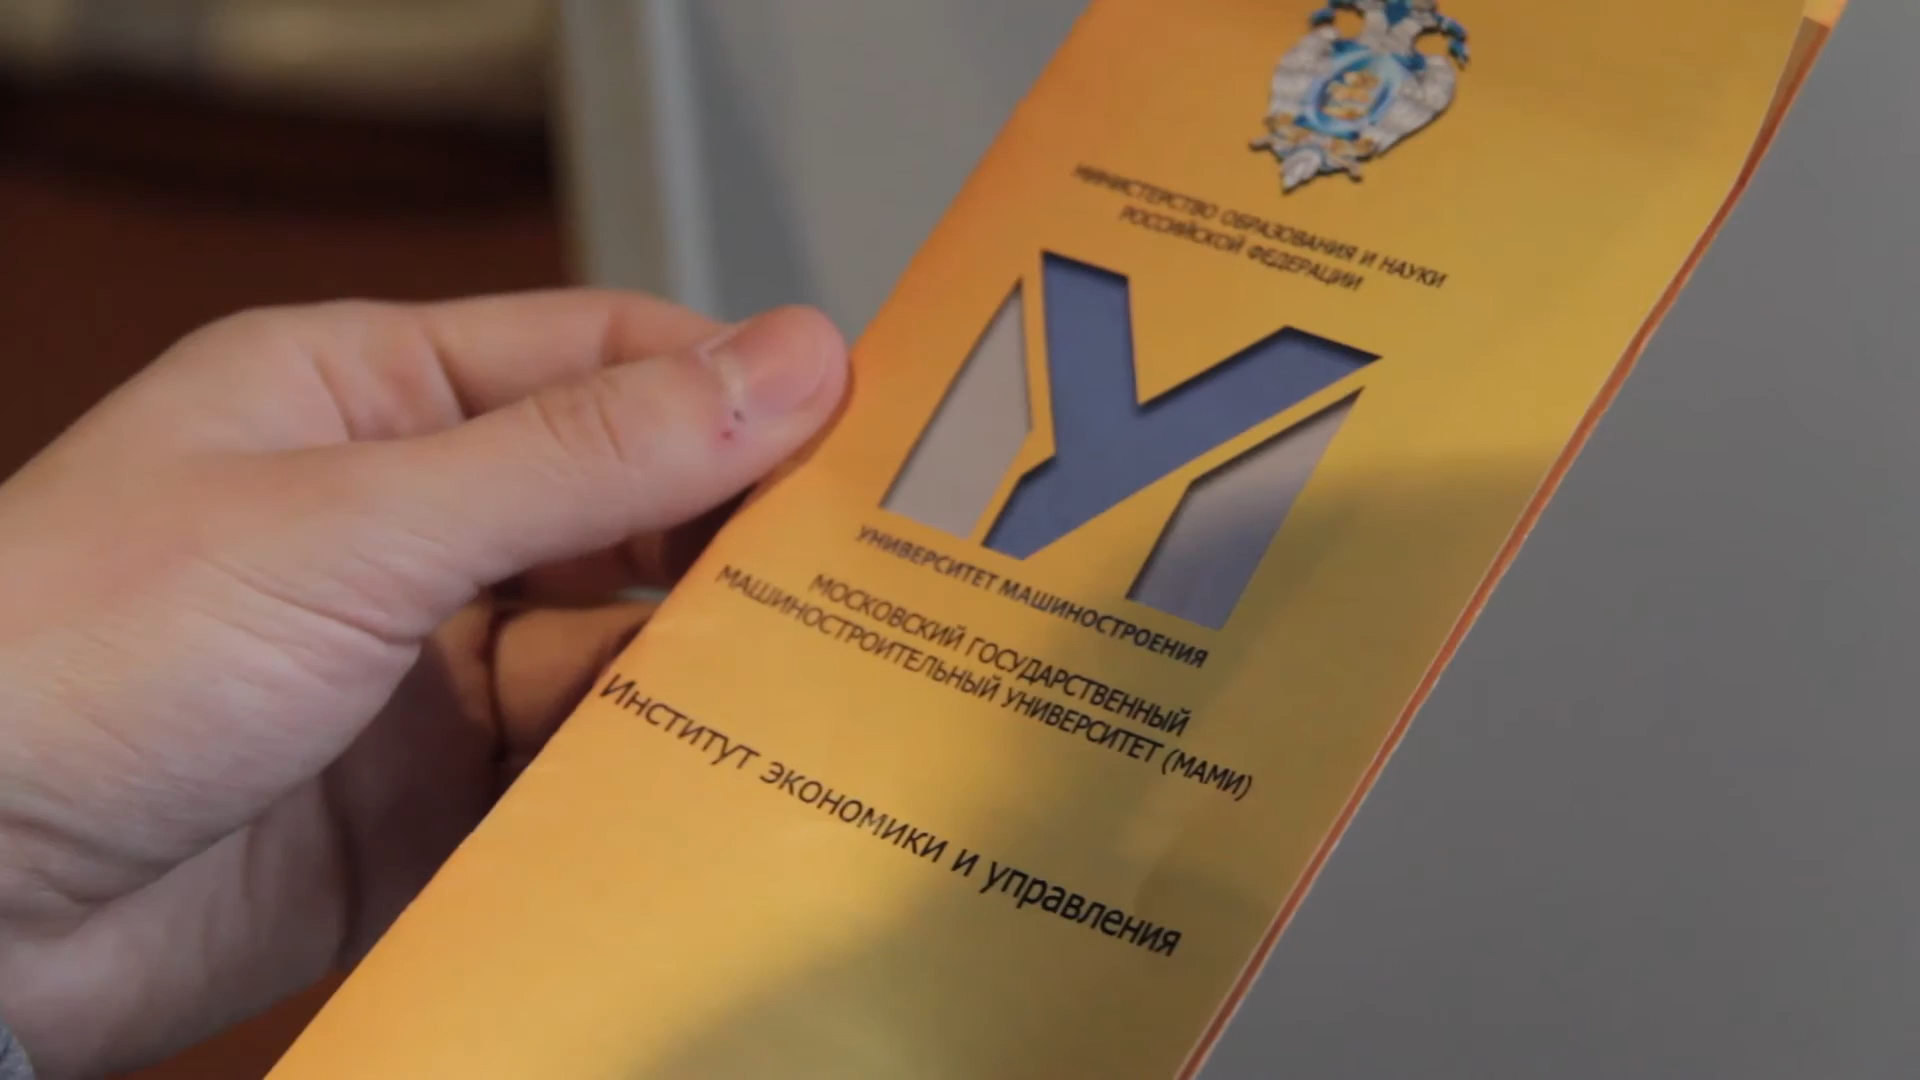 МИНИСТЕРСТВО ОБРАЗОВАНИЯ И НАУКИ
РОССИЙСКОЙ ФЕДЕРАЦИИ
УНИВЕРСИТЕТ МАШИНОСТРОЕНИЯ
МОСКОВСКИЙ ГОСУДАРСТВЕННЫЙ
МАШИНОСТРОИТЕЛЬНЫЙ УНИВЕРСИТЕТ (МАМИ)
Институт экономики и управления